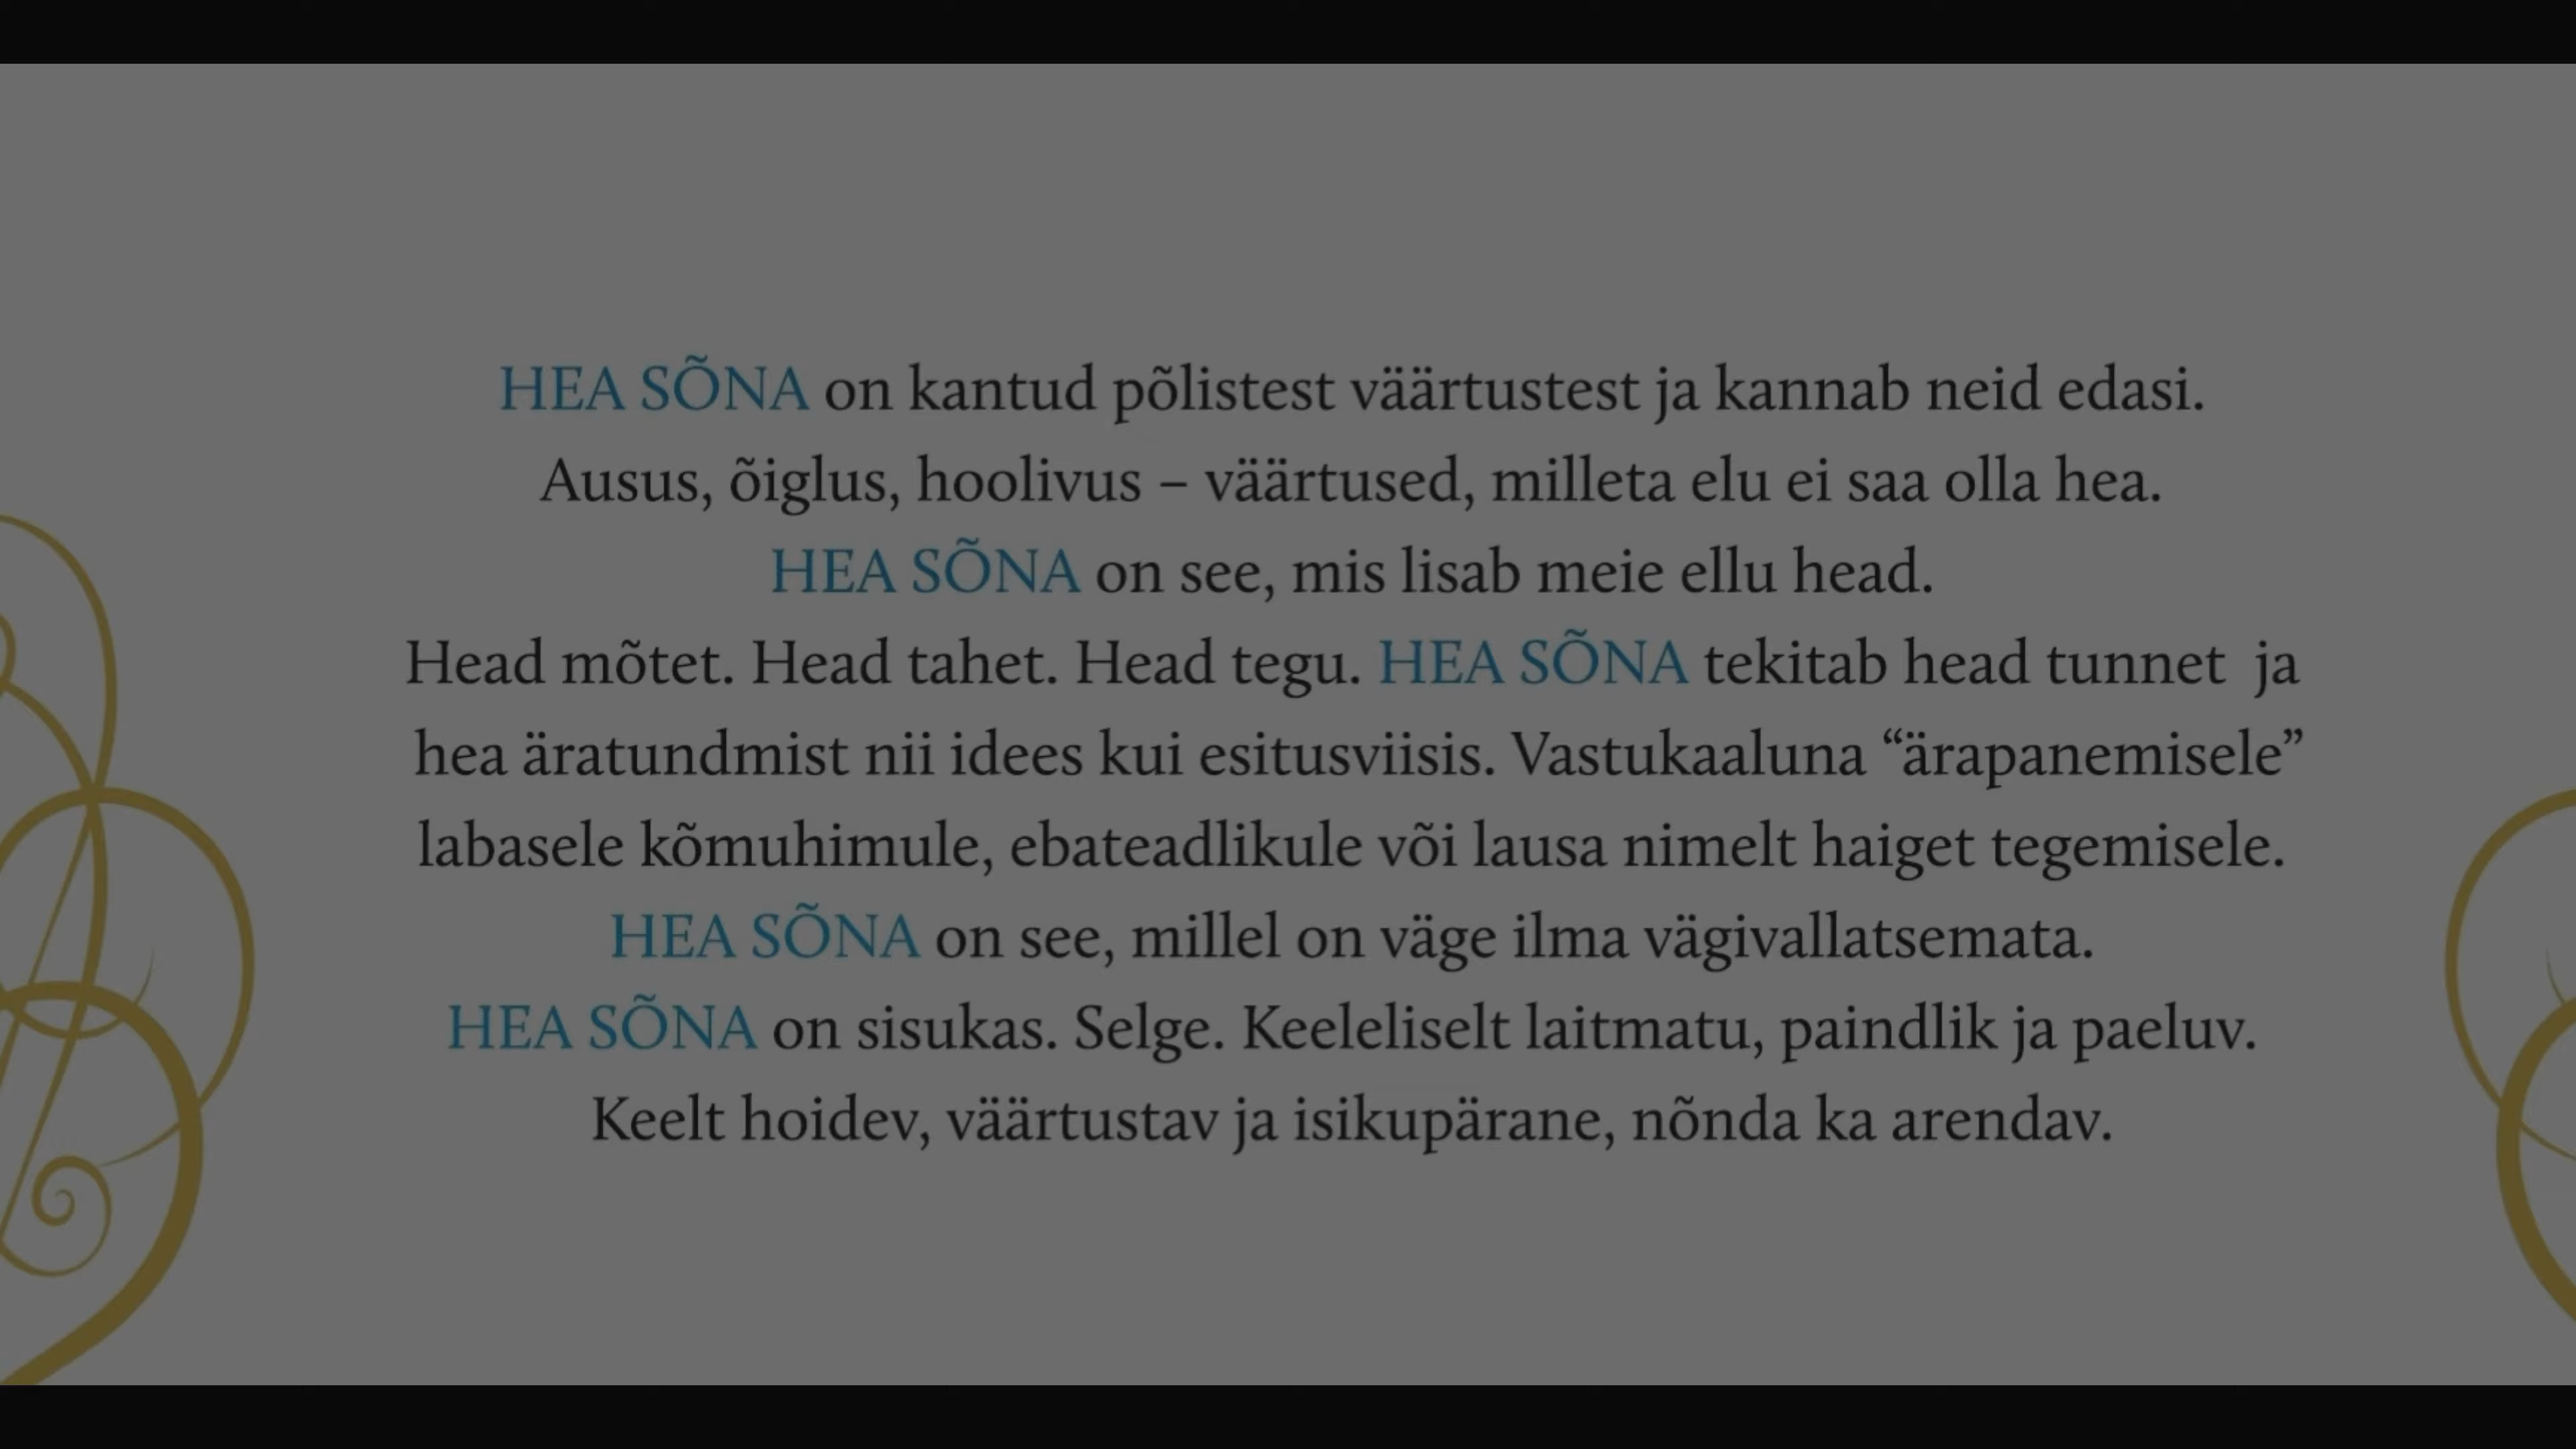 HEA SÕNA on kantud põlistest väärtustest ja kannab neid edasi.
Ausus, õiglus, hoolivus – väärtused, milleta elu ei saa olla hea.
HEA SÕNA on see, mis lisab meie ellu head.
Head mõtet. Head tahet. Head tegu. HEA SÕNA tekitab head tunnet ja
hea äratundmist nii idees kui esitusviisis. Vastukaaluna “ärapanemisele”
labasele kõmuhimule, ebateadlikule või lausa nimelt haiget tegemisele.
HEA SÕNA on see, millel on väge ilma vägivallatsemata.
HEA SÕNA on sisukas. Selge. Keeleliselt laitmatu, paindlik ja paeluv.
Keelt hoidev, väärtustav ja isikupärane, nõnda ka arendav.